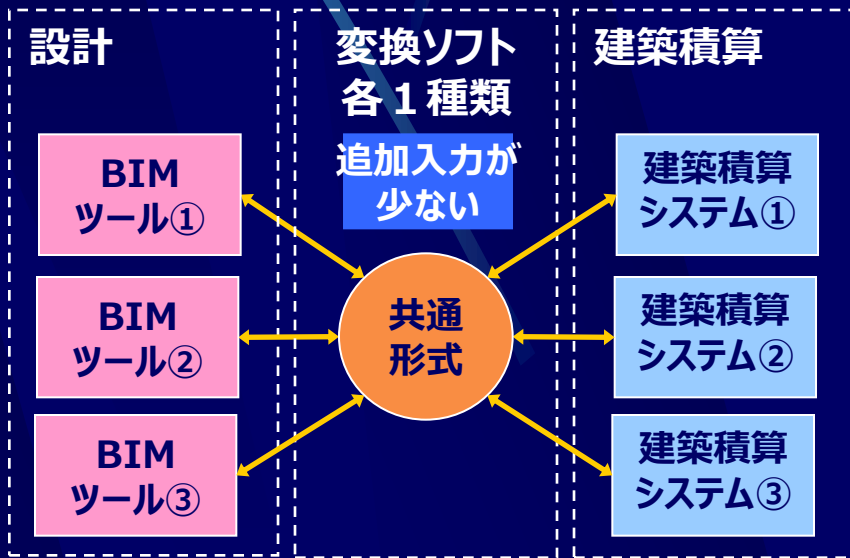 設計
BIM
ツール①
BIM
ツール②
BIM
ツール③
変換ソフト
各１種類
追加入力が
少ない
共通
形式
建築積算
建築積算
システム①
建築積算
システム②
建築積算
システム③